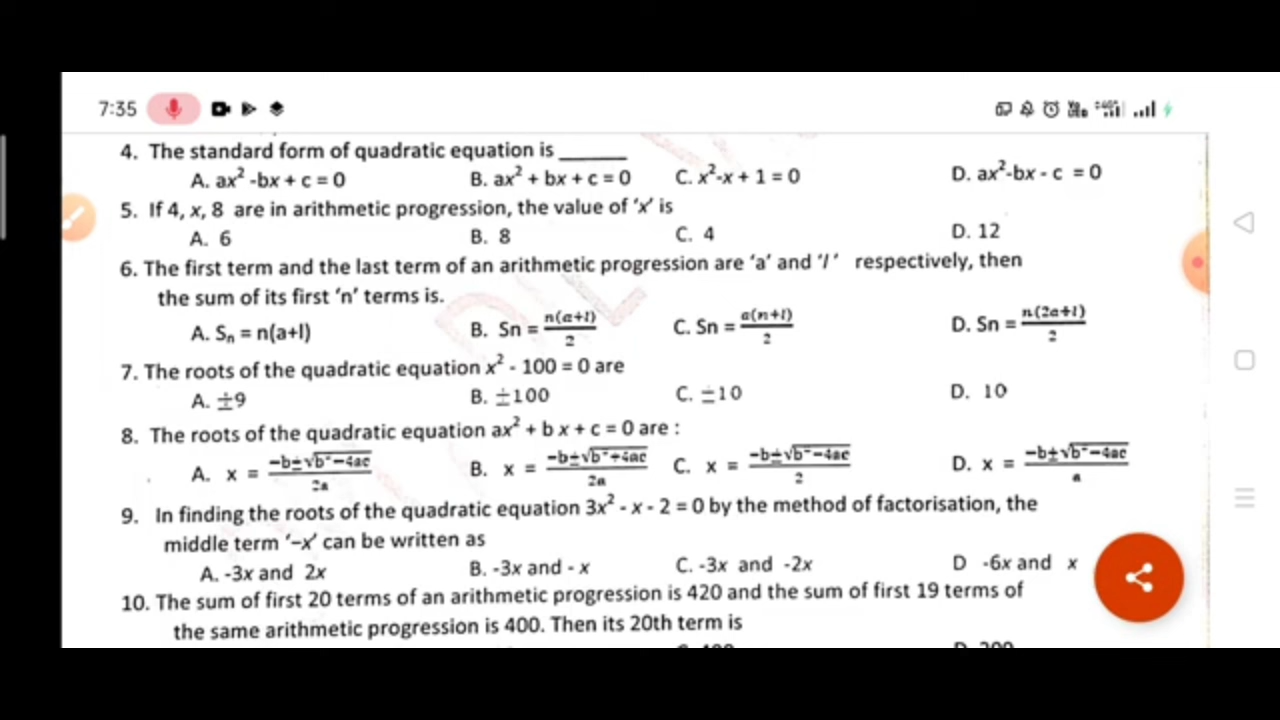 7:35
4. The standard form of quadratic equation is ______
A. ax² -bx + c = 0 B. ax² + bx + c = 0 C. x²-x + 1 = 0 D. ax²-bx - c = 0
5. If 4, x, 8 are in arithmetic progression, the value of 'x' is
A. 6 B. 8 C. 4 D. 12
6. The first term and the last term of an arithmetic progression are 'a' and 'l' respectively, then
the sum of its first 'n' terms is.
A. Sₙ = n(a+l) B. Sn = n(a+l)/2 C. Sn = a(n+l)/2 D. Sn = n(2a+l)/2
7. The roots of the quadratic equation x² - 100 = 0 are
A. ±9 B. ±100 C. ±10 D. 10
8. The roots of the quadratic equation ax² + b x + c = 0 are :
A. x = -b±√b²-4ac/2a B. x = -b±√b²+4ac/2a C. x = -b±√b²-4ac/2 D. x = -b±√b²-4ac/a
9. In finding the roots of the quadratic equation 3x² - x - 2 = 0 by the method of factorisation, the
middle term '-x' can be written as
A. -3x and 2x B. -3x and - x C. -3x and -2x D -6x and x
10. The sum of first 20 terms of an arithmetic progression is 420 and the sum of first 19 terms of
the same arithmetic progression is 400. Then its 20th term is